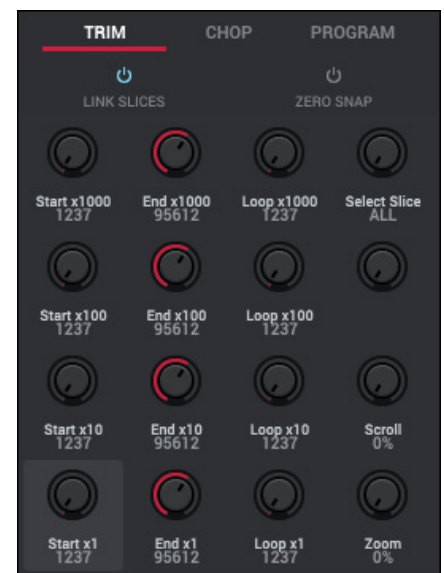 TRIM CHOP PROGRAM
LINK SLICES ZERO SNAP
Start x1000 End x1000 Loop x1000 Select Slice
1237 95612 1237 ALL
Start x100 End x100 Loop x100
1237 95612 1237
Start x10 End x10 Loop x10 Scroll
1237 95612 1237 0%
Start x1 End x1 Loop x1 Zoom
1237 95612 1237 0%